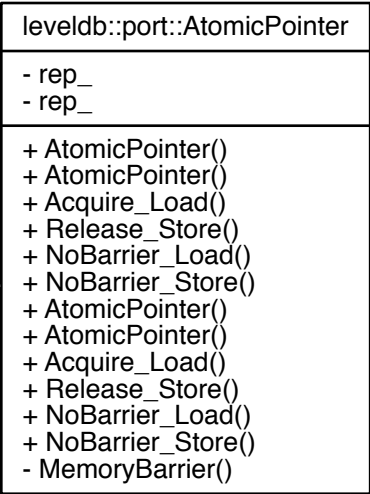 leveldb::port::AtomicPointer
- rep_
- rep_
+ AtomicPointer()
+ AtomicPointer()
+ Acquire_Load()
+ Release_Store()
+ NoBarrier_Load()
+ NoBarrier_Store()
+ AtomicPointer()
+ AtomicPointer()
+ Acquire_Load()
+ Release_Store()
+ NoBarrier_Load()
+ NoBarrier_Store()
- MemoryBarrier()